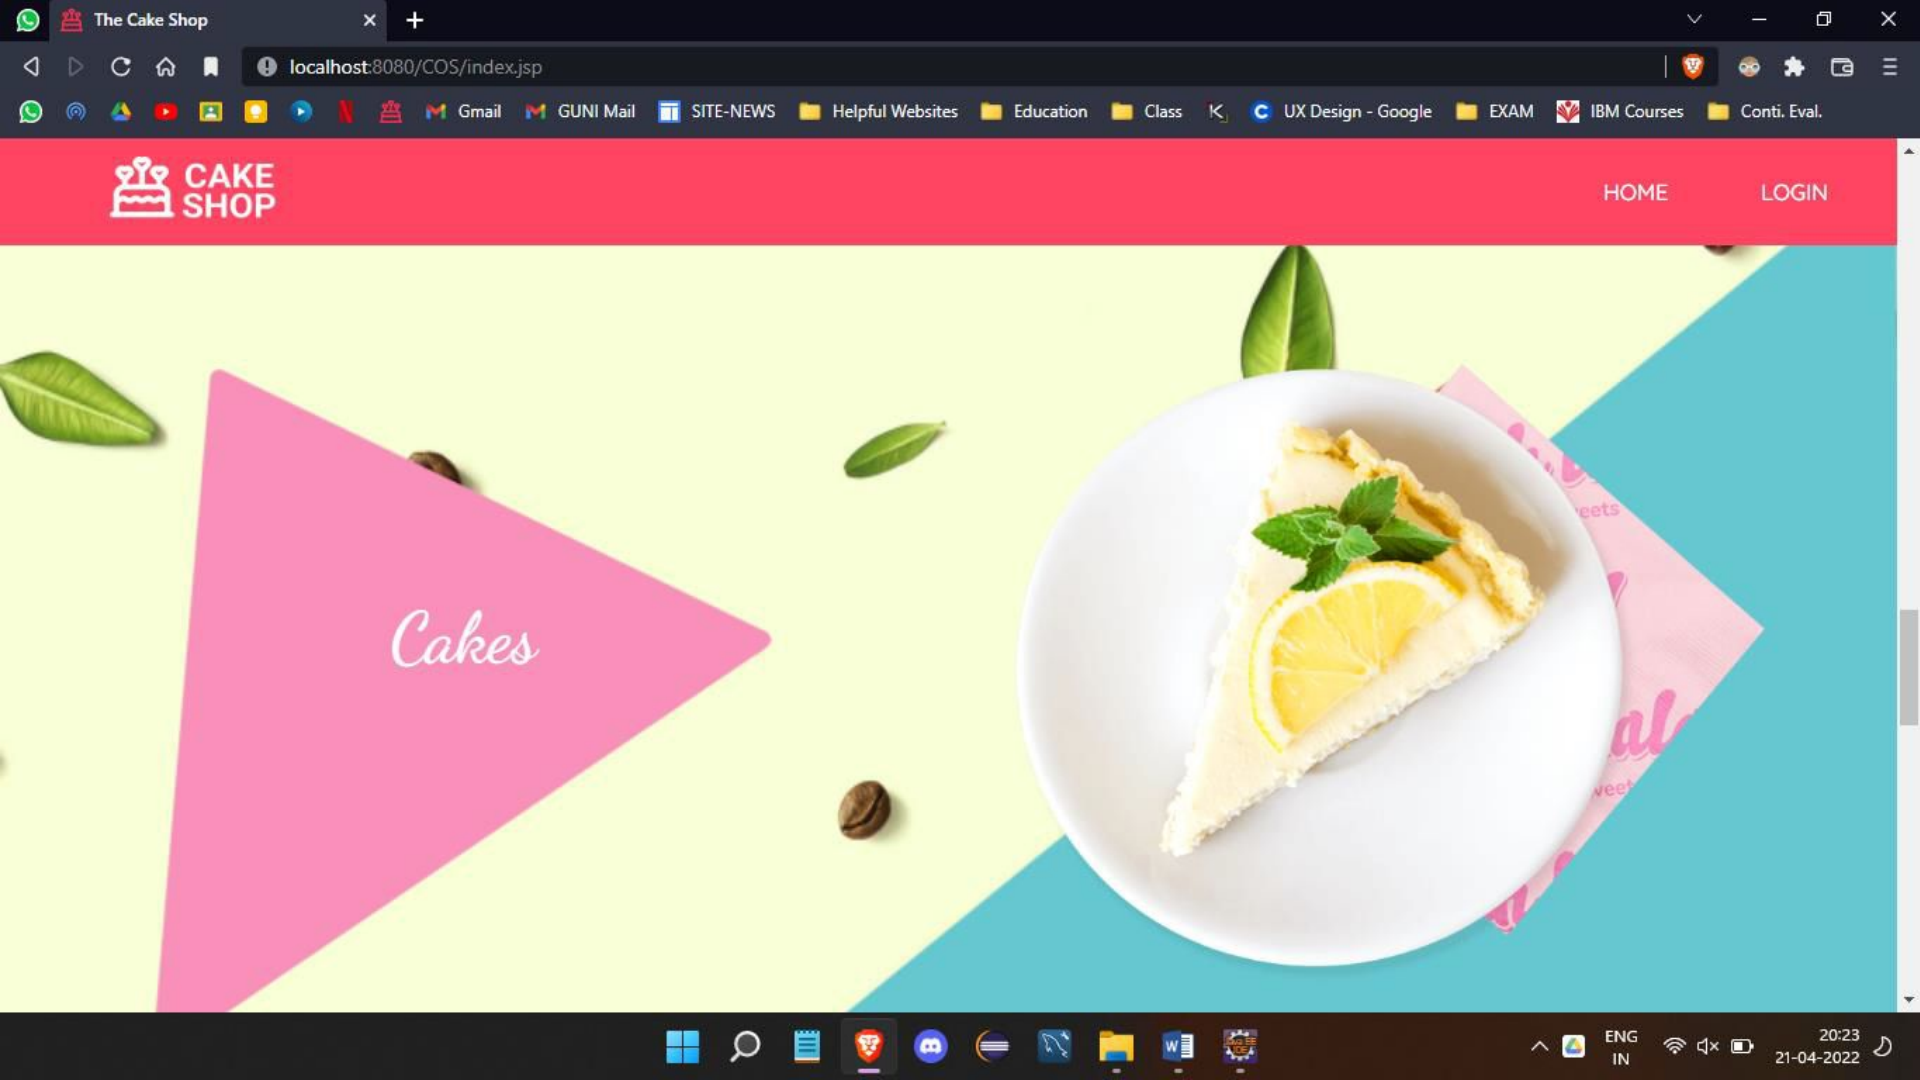 The Cake Shop
localhost:8080/COS/index.jsp
Gmail
GUNI Mail
SITE-NEWS
Helpful Websites
Education
Class
UX Design - Google
EXAM
IBM Courses
Conti. Eval.
CAKE
SHOP
HOME
LOGIN
Cakes
ENG
IN
20:23
21-04-2022